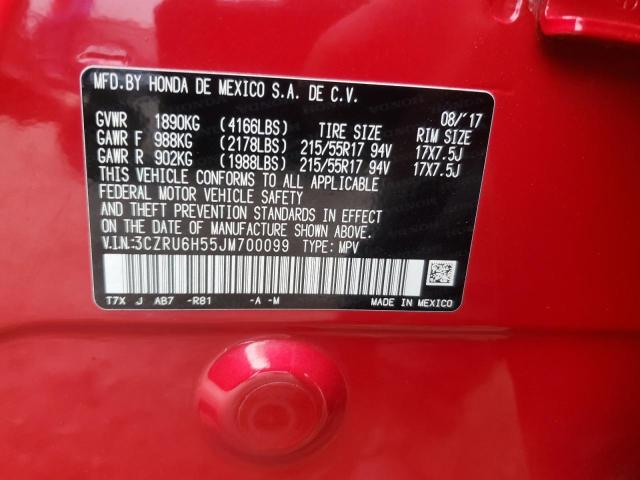 MFD.BY HONDA DE MEXICO S.A. DE C.V.
08/'17
GVWR 1890KG (4166LBS) TIRE SIZE RIM SIZE
GAWR F 988KG (2178LBS) 215/55R17 94V 17X7.5J
GAWR R 902KG (1988LBS) 215/55R17 94V 17X7.5J
THIS VEHICLE CONFORMS TO ALL APPLICABLE
FEDERAL MOTOR VEHICLE SAFETY
AND THEFT PREVENTION STANDARDS IN EFFECT
ON THE DATE OF MANUFACTURE SHOWN ABOVE.
V.I.N:3CZRU6H55JM700099 TYPE: MPV
T7X J AB7 -R81 -A -M MADE IN MEXICO